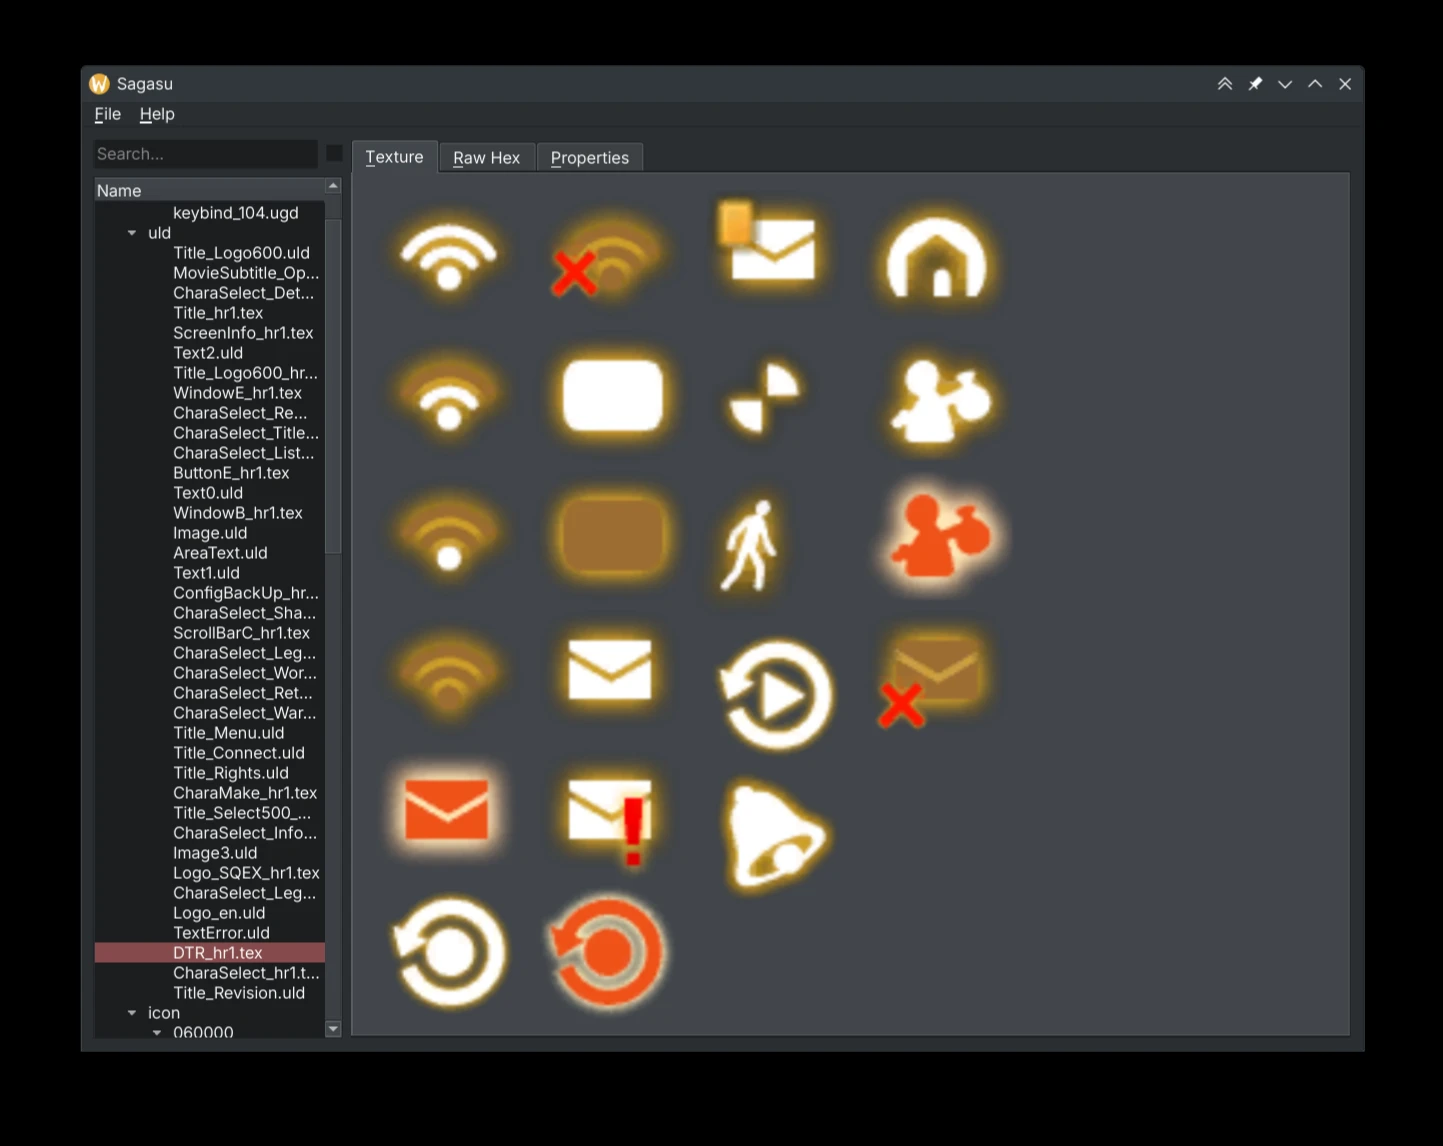 Sagasu
File Help
Search...
Texture Raw Hex Properties
Name
keybind_104.ugd
uld
Title_Logo600.uld
MovieSubtitle_Op...
CharaSelect_Det...
Title_hr1.tex
ScreenInfo_hr1.tex
Text2.uld
Title_Logo600_hr...
WindowE_hr1.tex
CharaSelect_Re...
CharaSelect_Title...
CharaSelect_List...
ButtonE_hr1.tex
Text0.uld
WindowB_hr1.tex
Image.uld
AreaText.uld
Text1.uld
ConfigBackUp_hr...
CharaSelect_Sha...
ScrollBarC_hr1.tex
CharaSelect_Leg...
CharaSelect_Wor...
CharaSelect_Ret...
CharaSelect_War...
Title_Menu.uld
Title_Connect.uld
Title_Rights.uld
CharaMake_hr1.tex
Title_Select500_...
CharaSelect_Info...
Image3.uld
Logo_SQEX_hr1.tex
CharaSelect_Leg...
Logo_en.uld
TextError.uld
DTR_hr1.tex
CharaSelect_hr1.t...
Title_Revision.uld
icon
060000